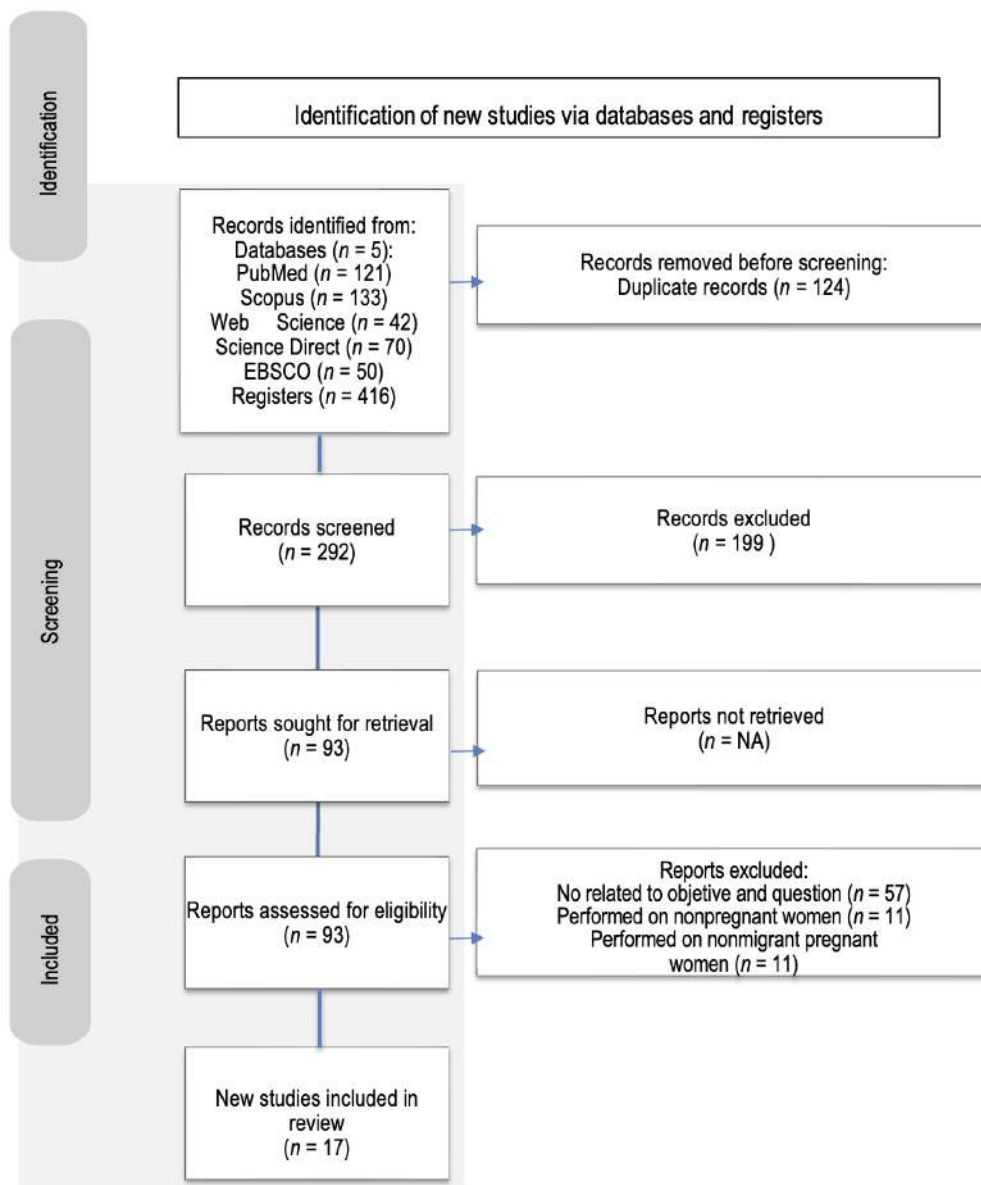 Identification
Identification of new studies via databases and registers
Records identified from:
Databases (n = 5):
PubMed (n = 121)
Scopus (n = 133)
Web Science (n = 42)
Science Direct (n = 70)
EBSCO (n = 50)
Registers (n = 416)
Records removed before screening:
Duplicate records (n = 124)
Screening
Records screened
(n = 292)
Records excluded
(n = 199 )
Reports sought for retrieval
(n = 93)
Reports not retrieved
(n = NA)
Included
Reports assessed for eligibility
(n = 93)
Reports excluded:
No related to objetive and question (n = 57)
Performed on nonpregnant women (n = 11)
Performed on nonmigrant pregnant
women (n = 11)
New studies included in
review
(n = 17)